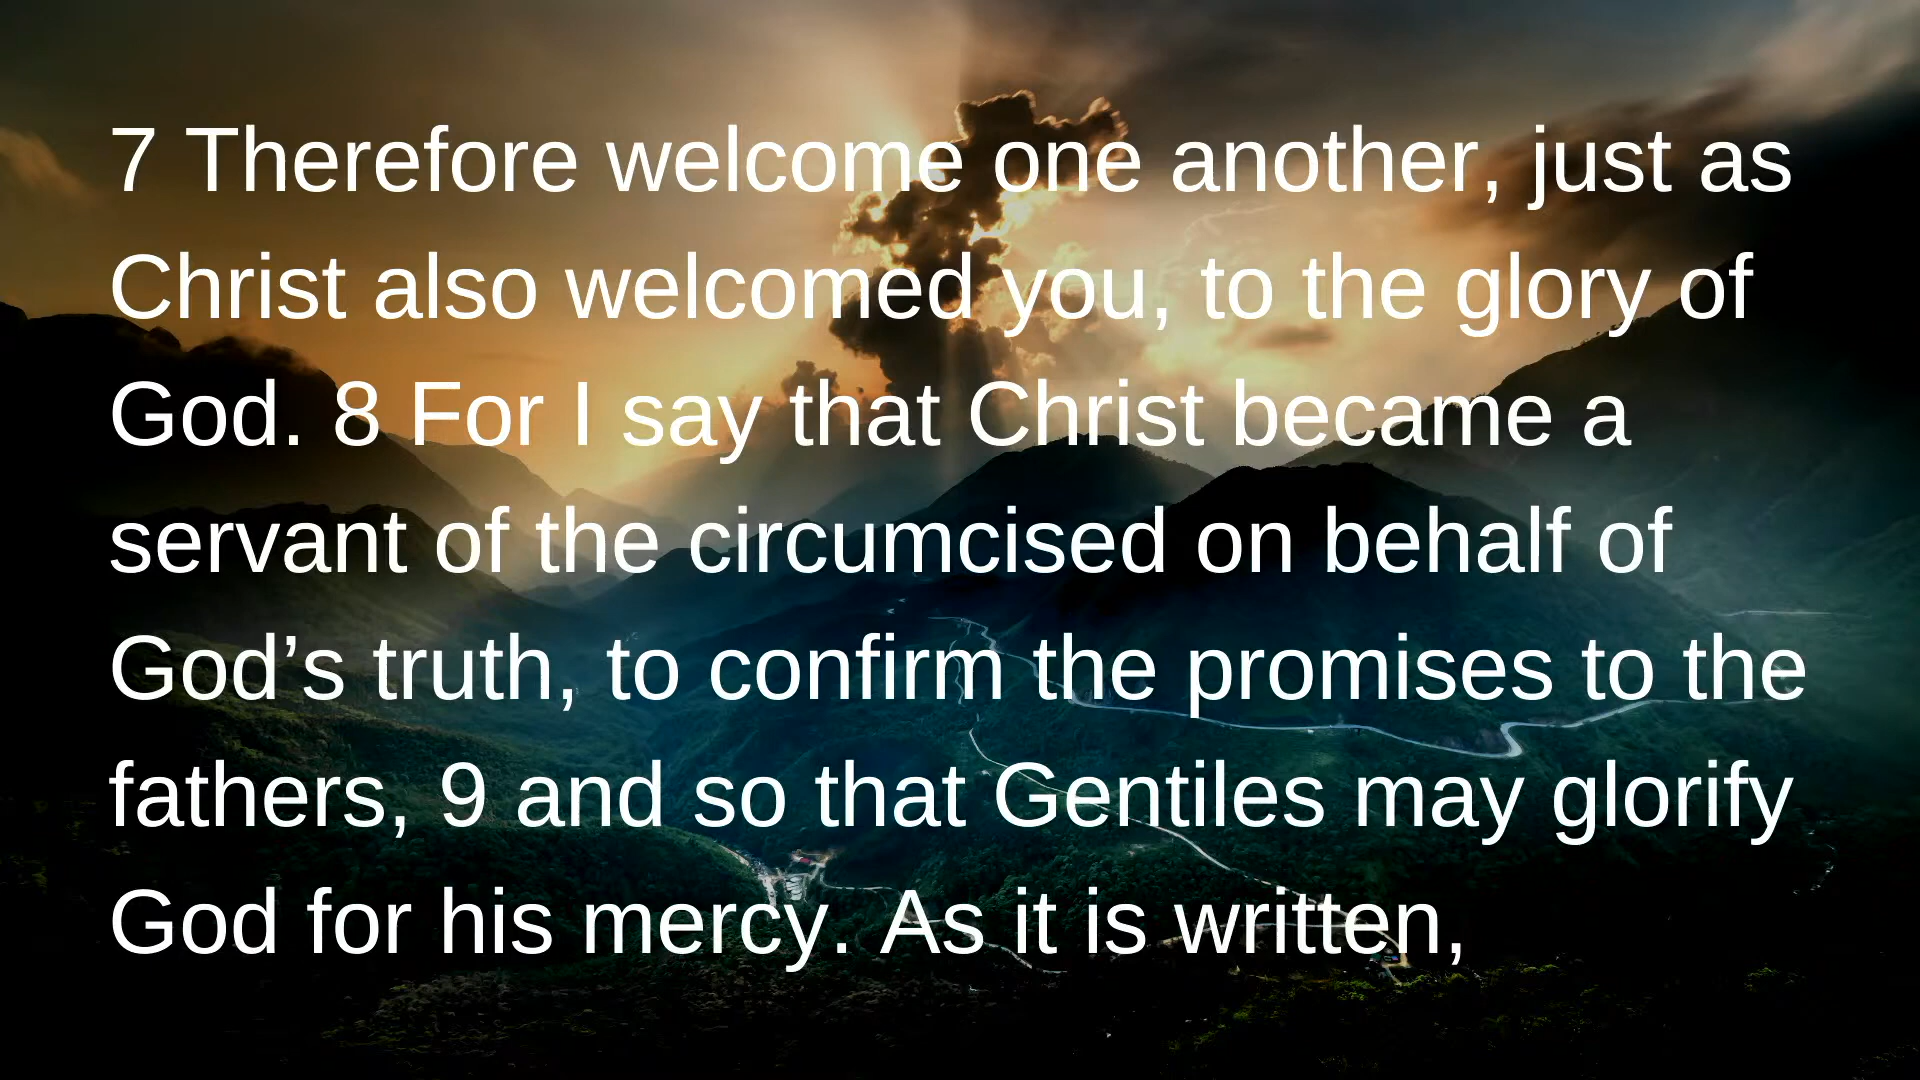 7 Therefore welcome one another, just as
Christ also welcomed you, to the glory of
God. 8 For I say that Christ became a
servant of the circumcised on behalf of
God’s truth, to confirm the promises to the
fathers, 9 and so that Gentiles may glorify
God for his mercy. As it is written,